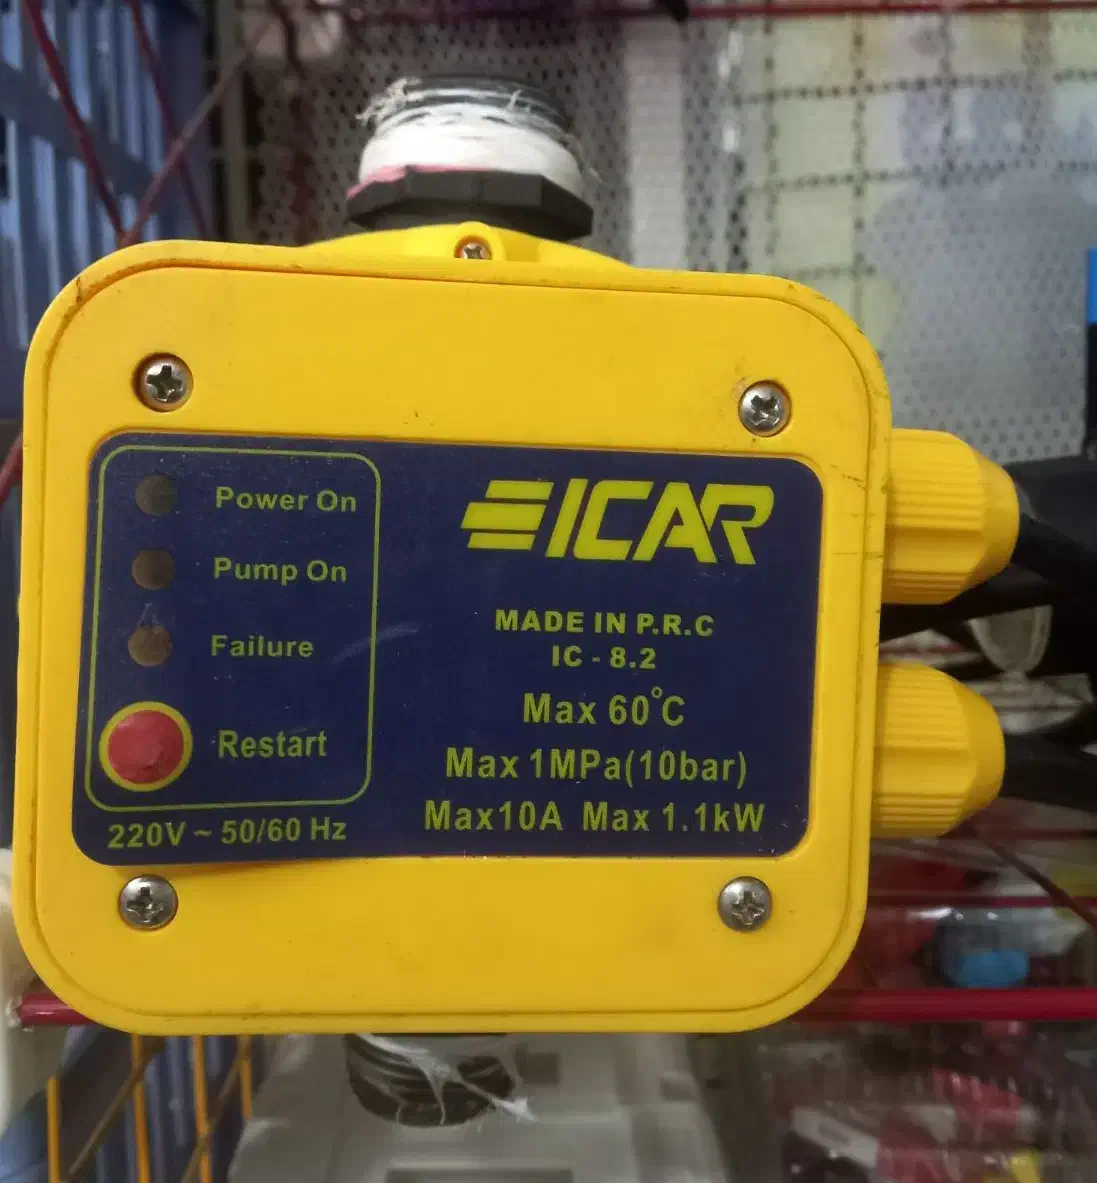 Power On
Pump On
Failure
Restart
220V ~ 50/60 Hz
ICAR
MADE IN P.R.C
IC - 8.2
Max 60°C
Max 1MPa(10bar)
Max10A Max 1.1kW